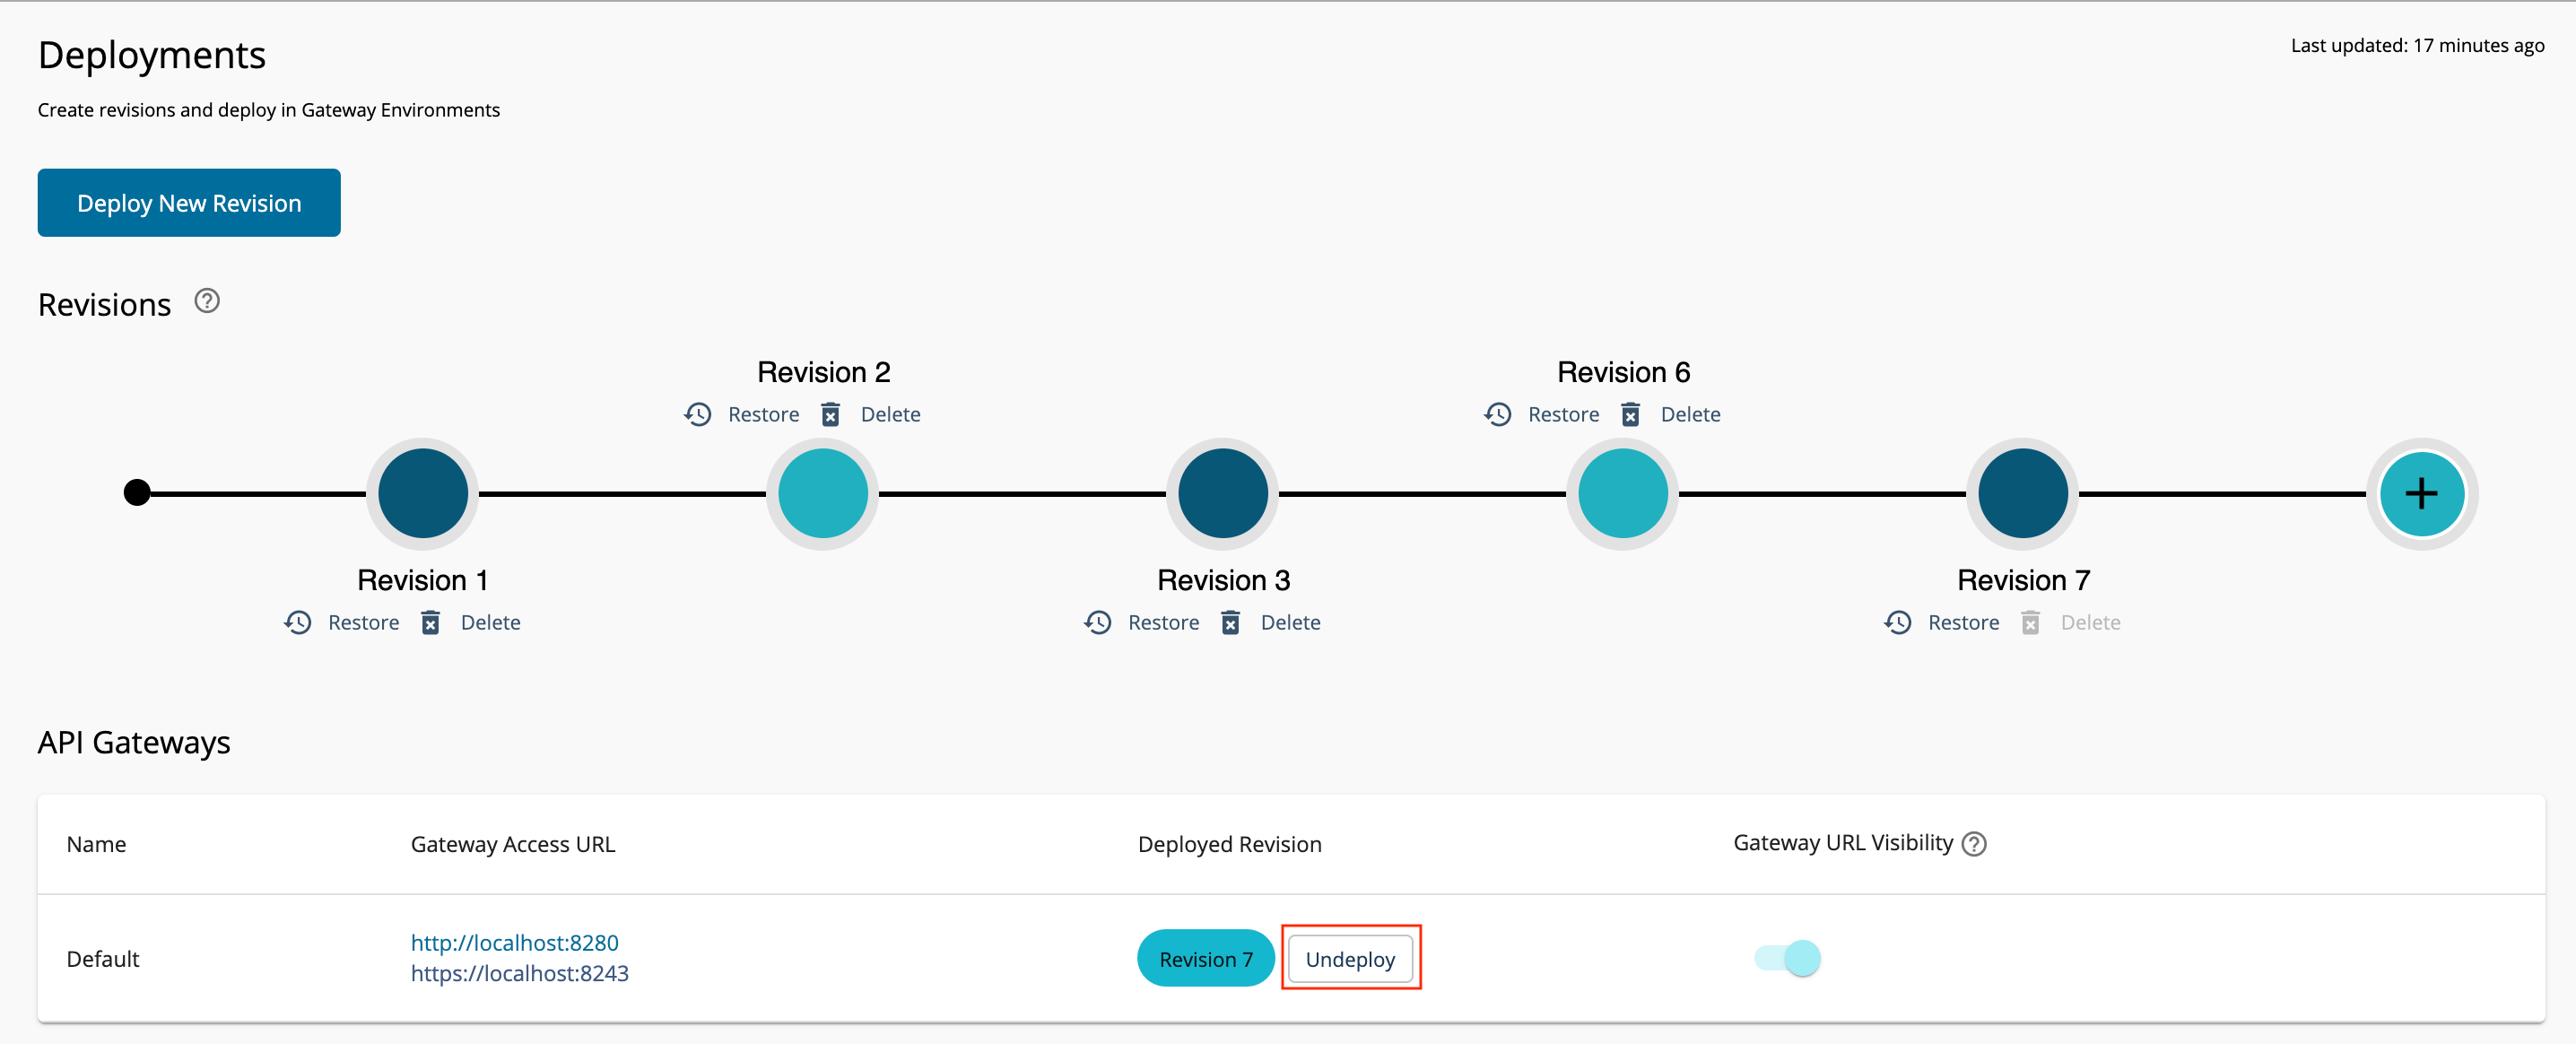 Deployments
Last updated: 17 minutes ago
Create revisions and deploy in Gateway Environments
Deploy New Revision
Revisions
Revision 2
Restore Delete
Revision 6
Restore Delete
Revision 1
Restore Delete
Revision 3
Restore Delete
Revision 7
Restore Delete
API Gateways
Name Gateway Access URL Deployed Revision Gateway URL Visibility
Default
http://localhost:8280
https://localhost:8243
Revision 7 Undeploy